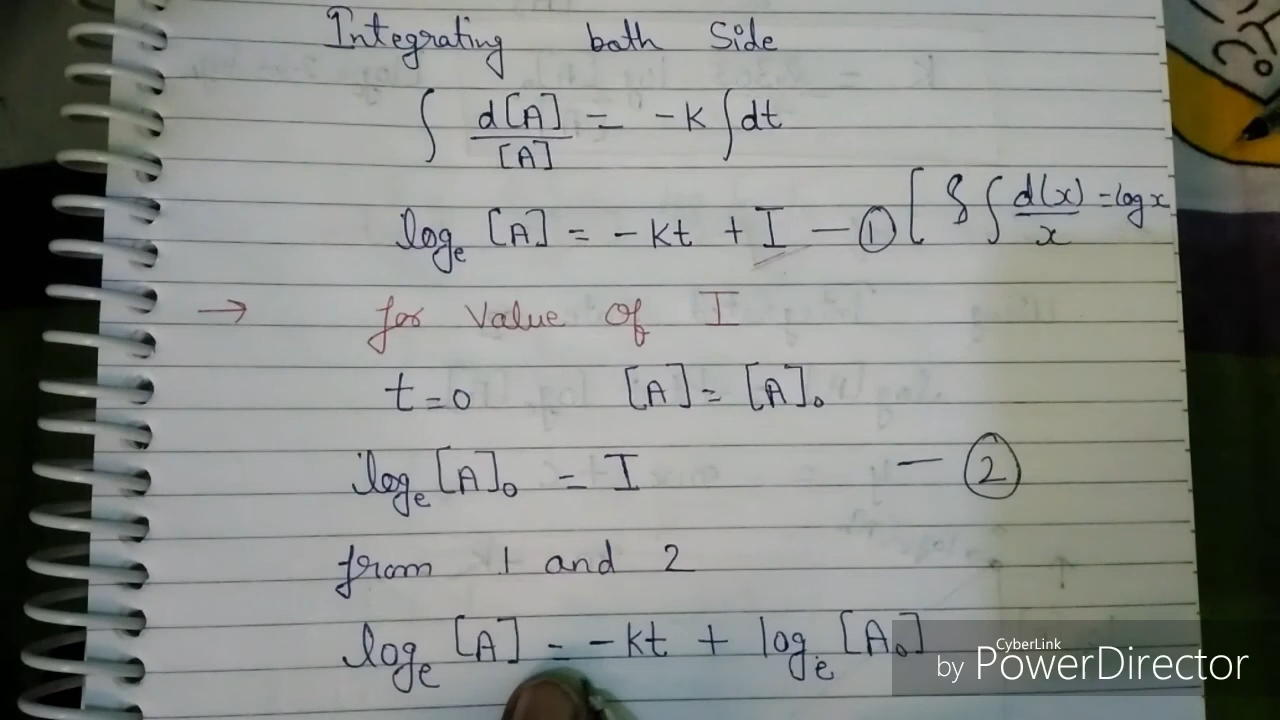 Integrating both Side
∫ d[A]/[A] = -K ∫dt
logₑ [A] = -Kt + I — ① [ ∫ d(x)/x = log x
→ for value of I
t=0 [A] = [A]₀
logₑ [A]₀ = I — ②
from 1 and 2
logₑ [A] = -Kt + logₑ [A₀]
CyberLink
by PowerDirector